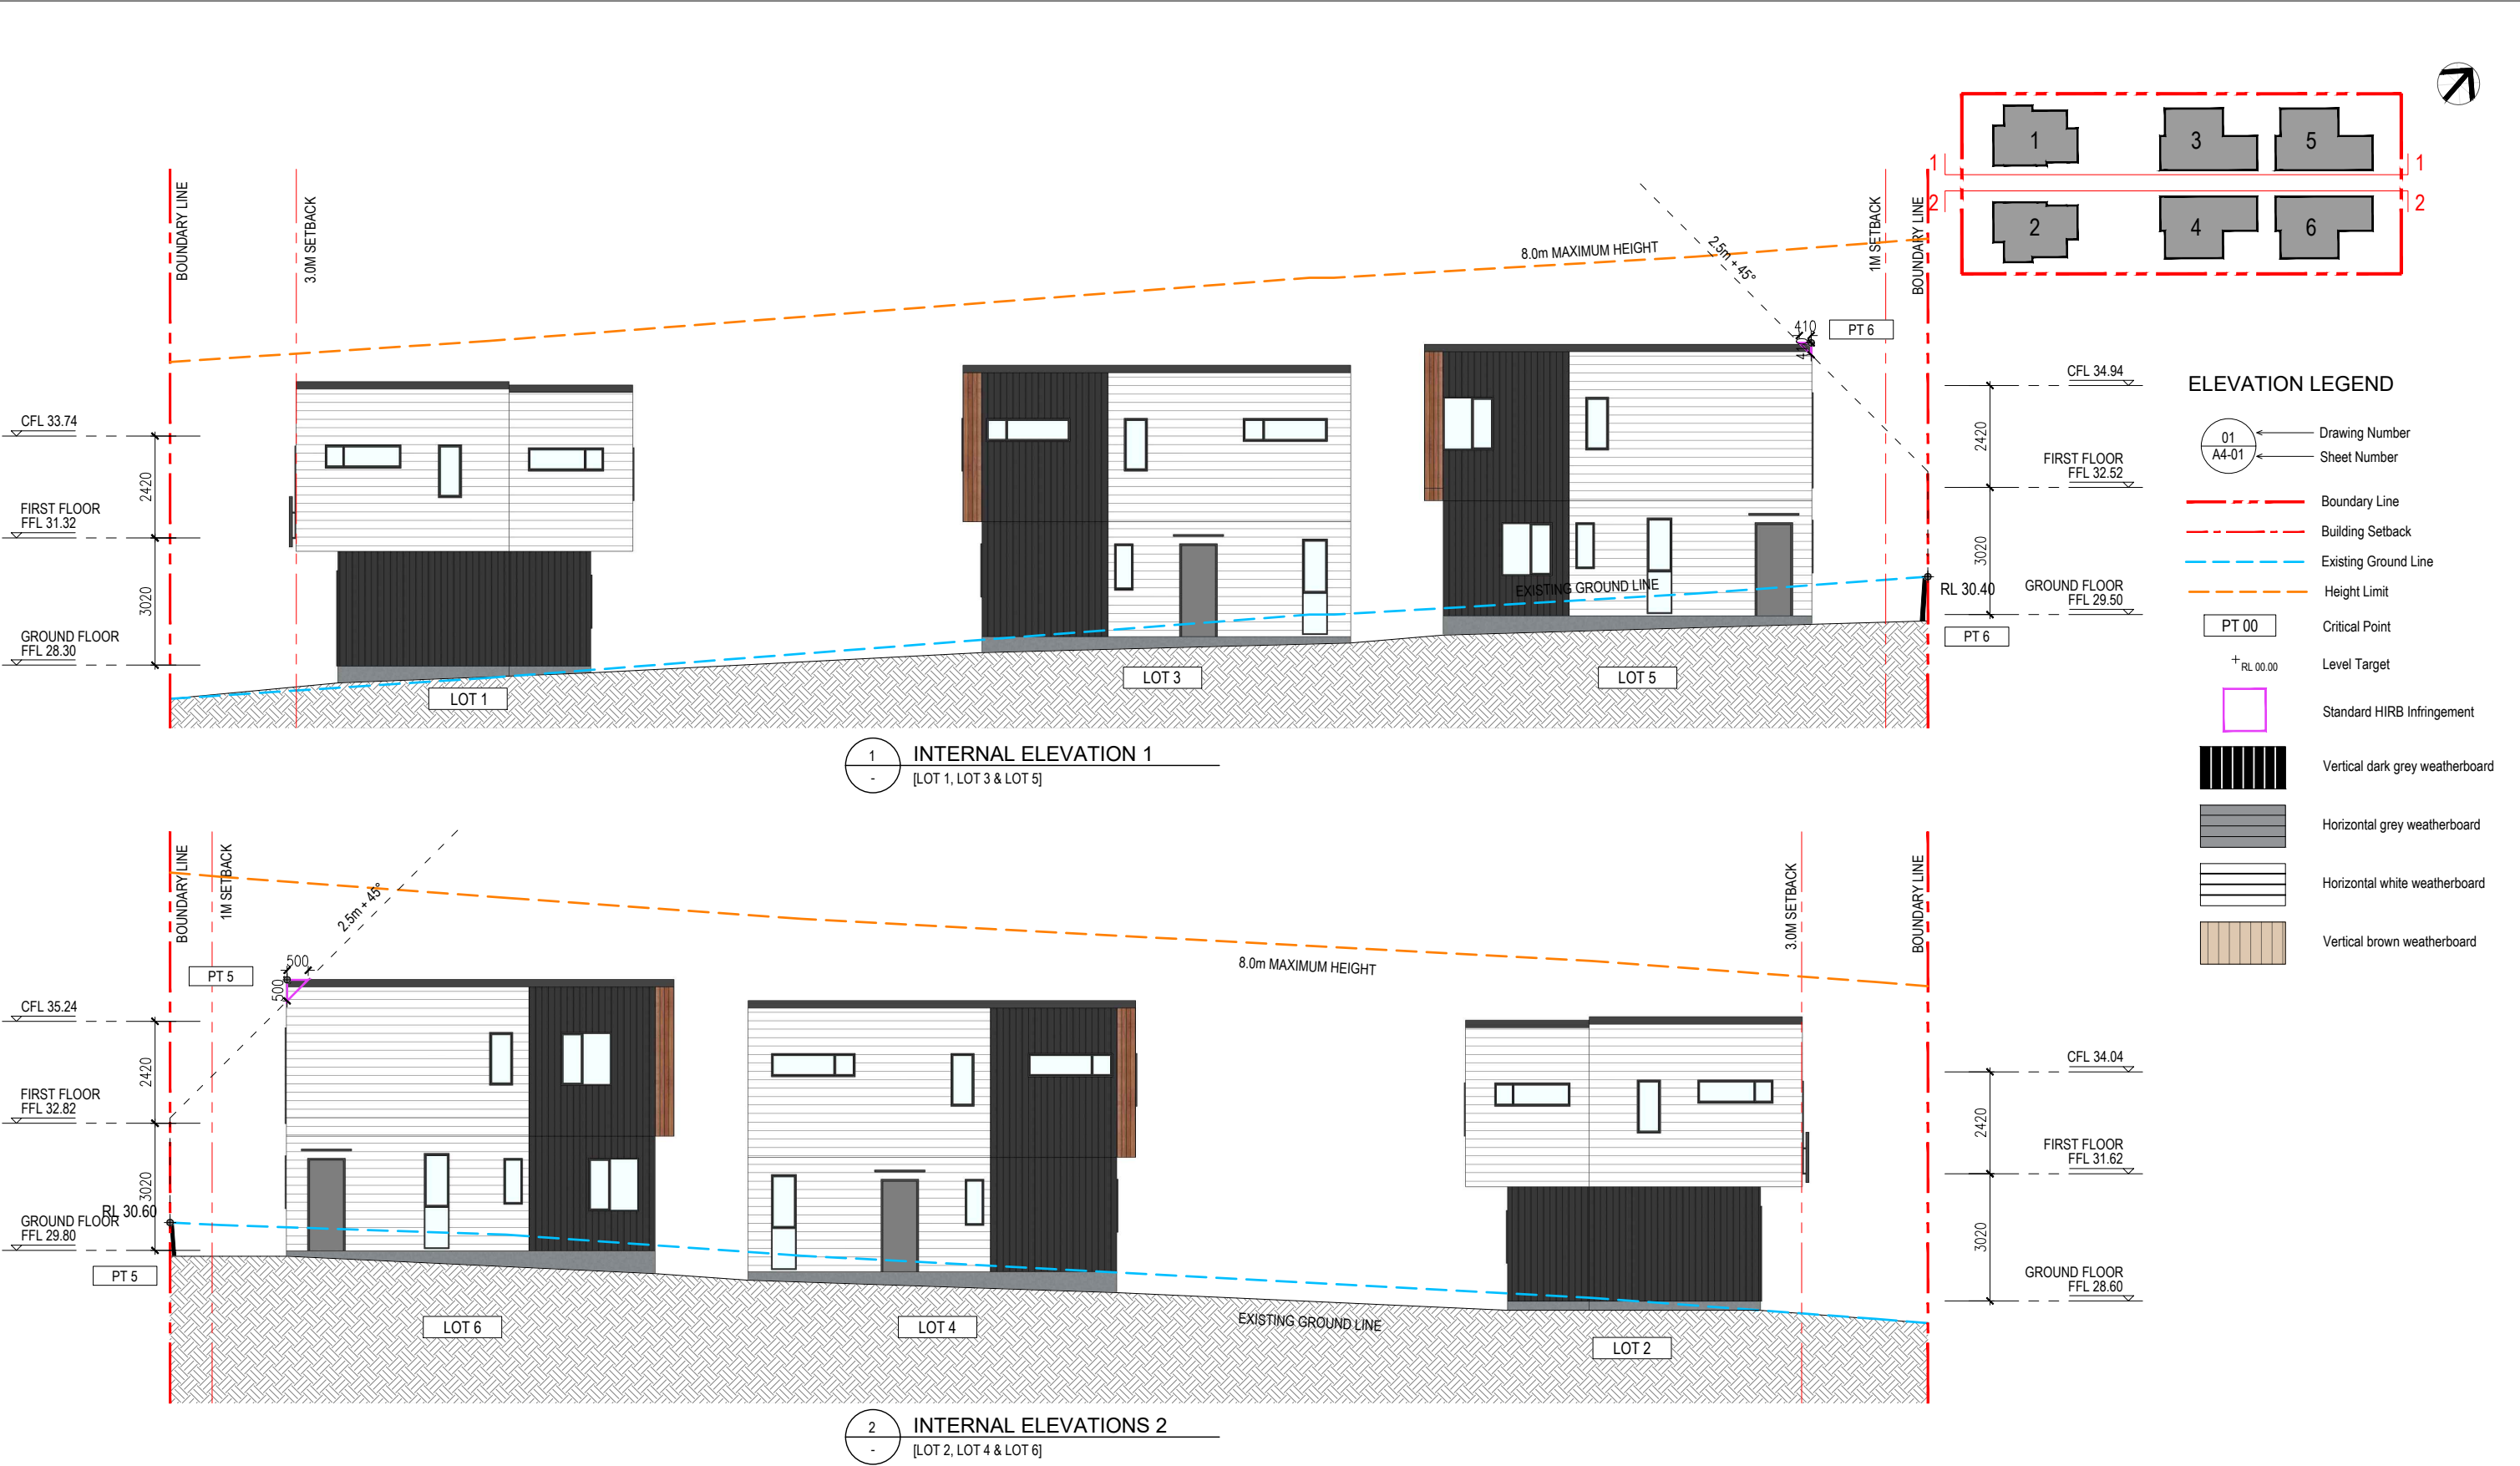 1
3
5
1
1
2
2
2
4
6
BOUNDARY LINE
3.0M SETBACK
8.0m MAXIMUM HEIGHT
2.5m + 45°
1M SETBACK
BOUNDARY LINE
410
410
PT 6
CFL 33.74
2420
FIRST FLOOR
FFL 31.32
3020
GROUND FLOOR
FFL 28.30
EXISTING GROUND LINE
CFL 34.94
2420
FIRST FLOOR
FFL 32.52
3020
RL 30.40
GROUND FLOOR
FFL 29.50
PT 6
LOT 1
LOT 3
LOT 5
1
-
INTERNAL ELEVATION 1
[LOT 1, LOT 3 & LOT 5]
ELEVATION LEGEND
01
A4-01
Drawing Number
Sheet Number
Boundary Line
Building Setback
Existing Ground Line
Height Limit
PT 00
Critical Point
RL 00.00
Level Target
Standard HIRB Infringement
Vertical dark grey weatherboard
Horizontal grey weatherboard
Horizontal white weatherboard
Vertical brown weatherboard
BOUNDARY LINE
1M SETBACK
2.5m + 45°
8.0m MAXIMUM HEIGHT
3.0M SETBACK
BOUNDARY LINE
PT 5
500
500
CFL 35.24
2420
FIRST FLOOR
FFL 32.82
3020
RL 30.60
GROUND FLOOR
FFL 29.80
PT 5
CFL 34.04
2420
FIRST FLOOR
FFL 31.62
3020
GROUND FLOOR
FFL 28.60
EXISTING GROUND LINE
LOT 6
LOT 4
LOT 2
2
-
INTERNAL ELEVATIONS 2
[LOT 2, LOT 4 & LOT 6]